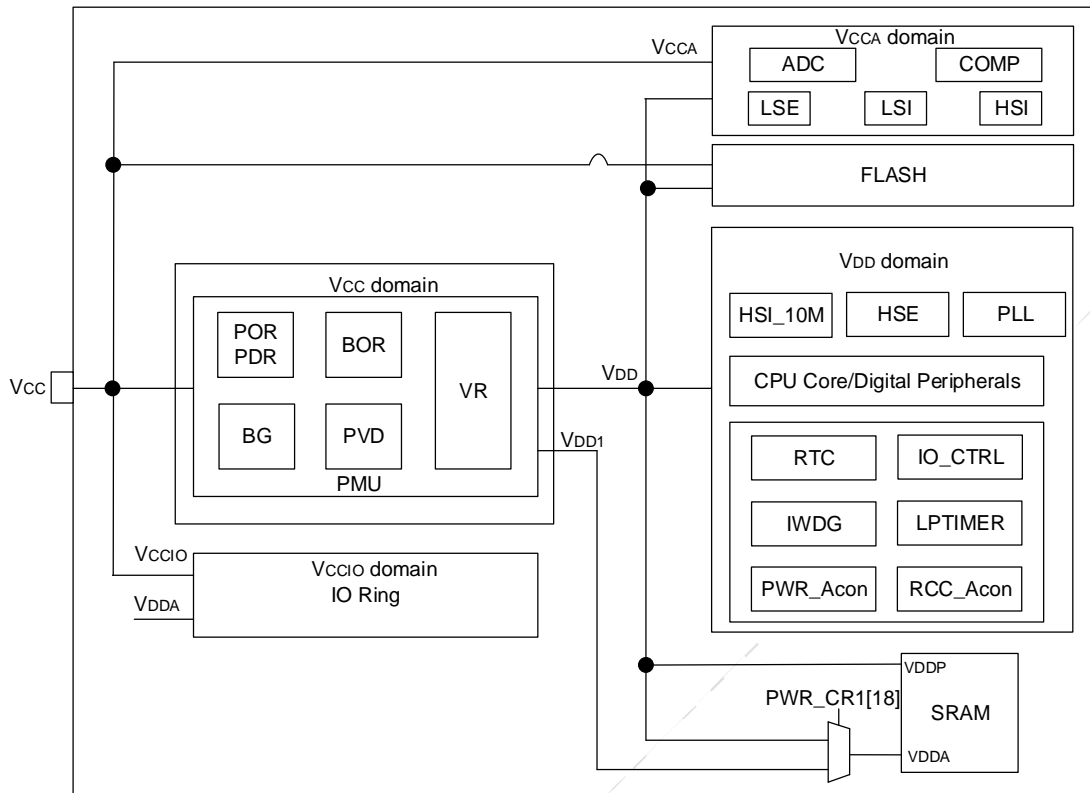 VCCA domain
VCCA
ADC
COMP
LSE
LSI
HSI
FLASH
VCC domain
POR
PDR
BOR
VR
BG
PVD
PMU
VCC
VDD
VDD1
VDD domain
HSI_10M
HSE
PLL
CPU Core/Digital Peripherals
RTC
IO_CTRL
IWDG
LPTIMER
PWR_Acon
RCC_Acon
VCCIO
VCCIO domain
IO Ring
VDDA
PWR_CR1[18]
VDDP
SRAM
VDDA